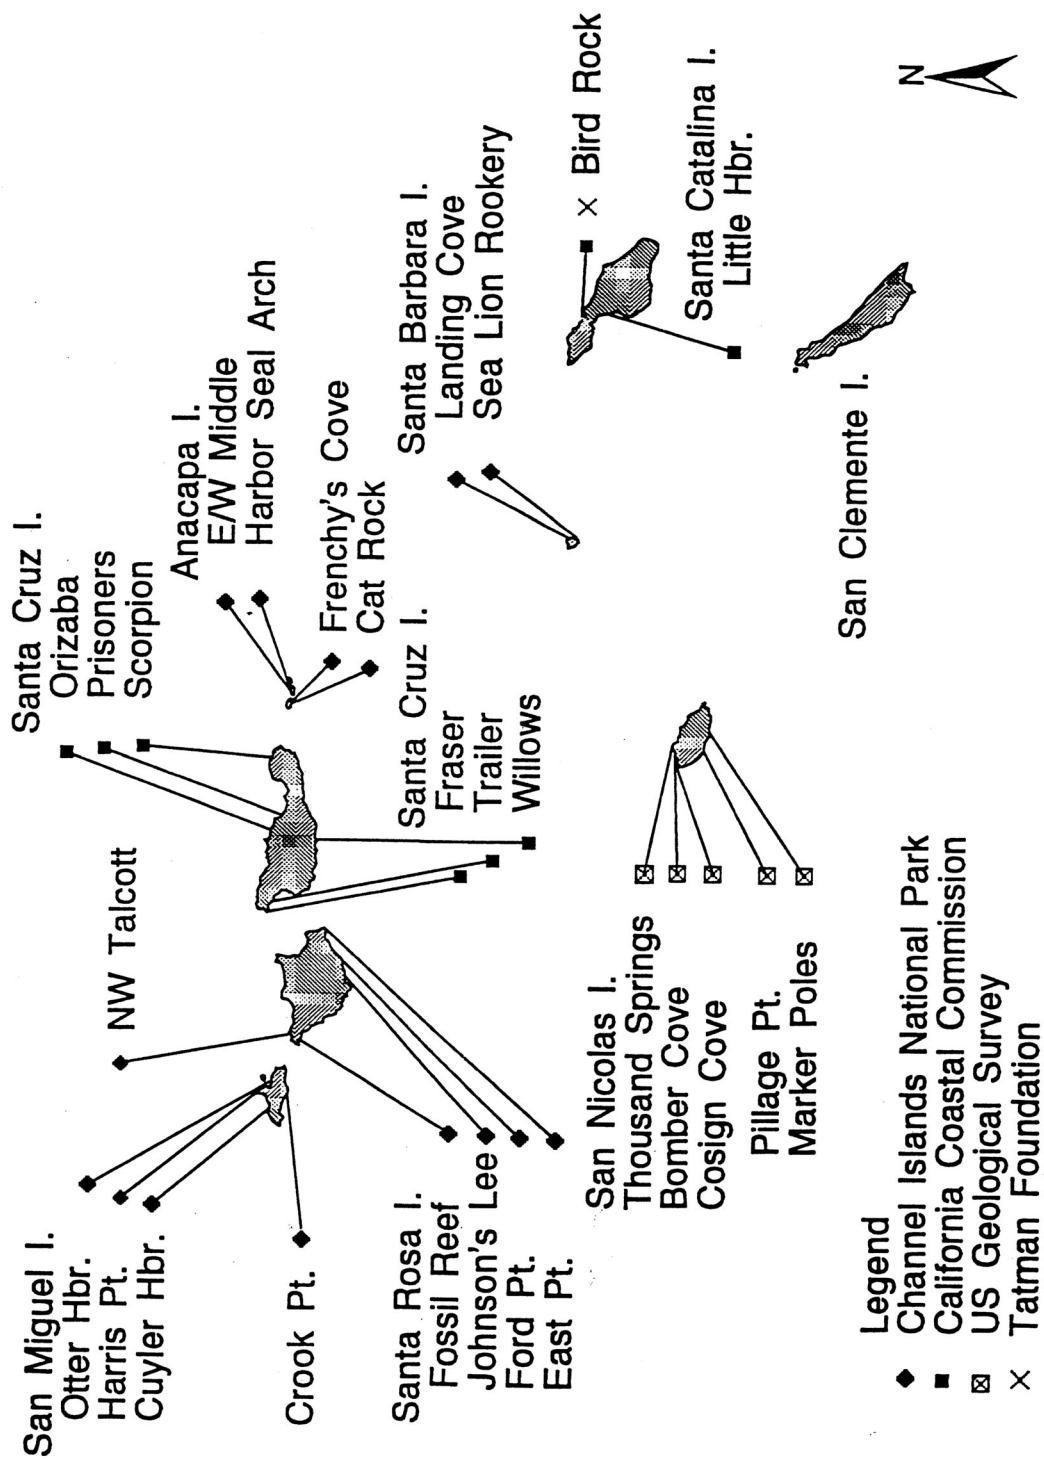 San Miguel I.
Otter Hbr.
Harris Pt.
Cuyler Hbr.
NW Talcott
Santa Cruz I.
Orizaba
Prisoners
Scorpion
Anacapa I.
E/W Middle
Harbor Seal Arch
Frenchy's Cove
Cat Rock
Crook Pt.
Santa Rosa I.
Fossil Reef
Johnson's Lee
Ford Pt.
East Pt.
Santa Cruz I.
Fraser
Trailer
Willows
Santa Barbara I.
Landing Cove
Sea Lion Rookery
× Bird Rock
Santa Catalina I.
Little Hbr.
San Nicolas I.
Thousand Springs
Bomber Cove
Cosign Cove
Pillage Pt.
Marker Poles
San Clemente I.
N
Legend
Channel Islands National Park
California Coastal Commission
US Geological Survey
Tatman Foundation